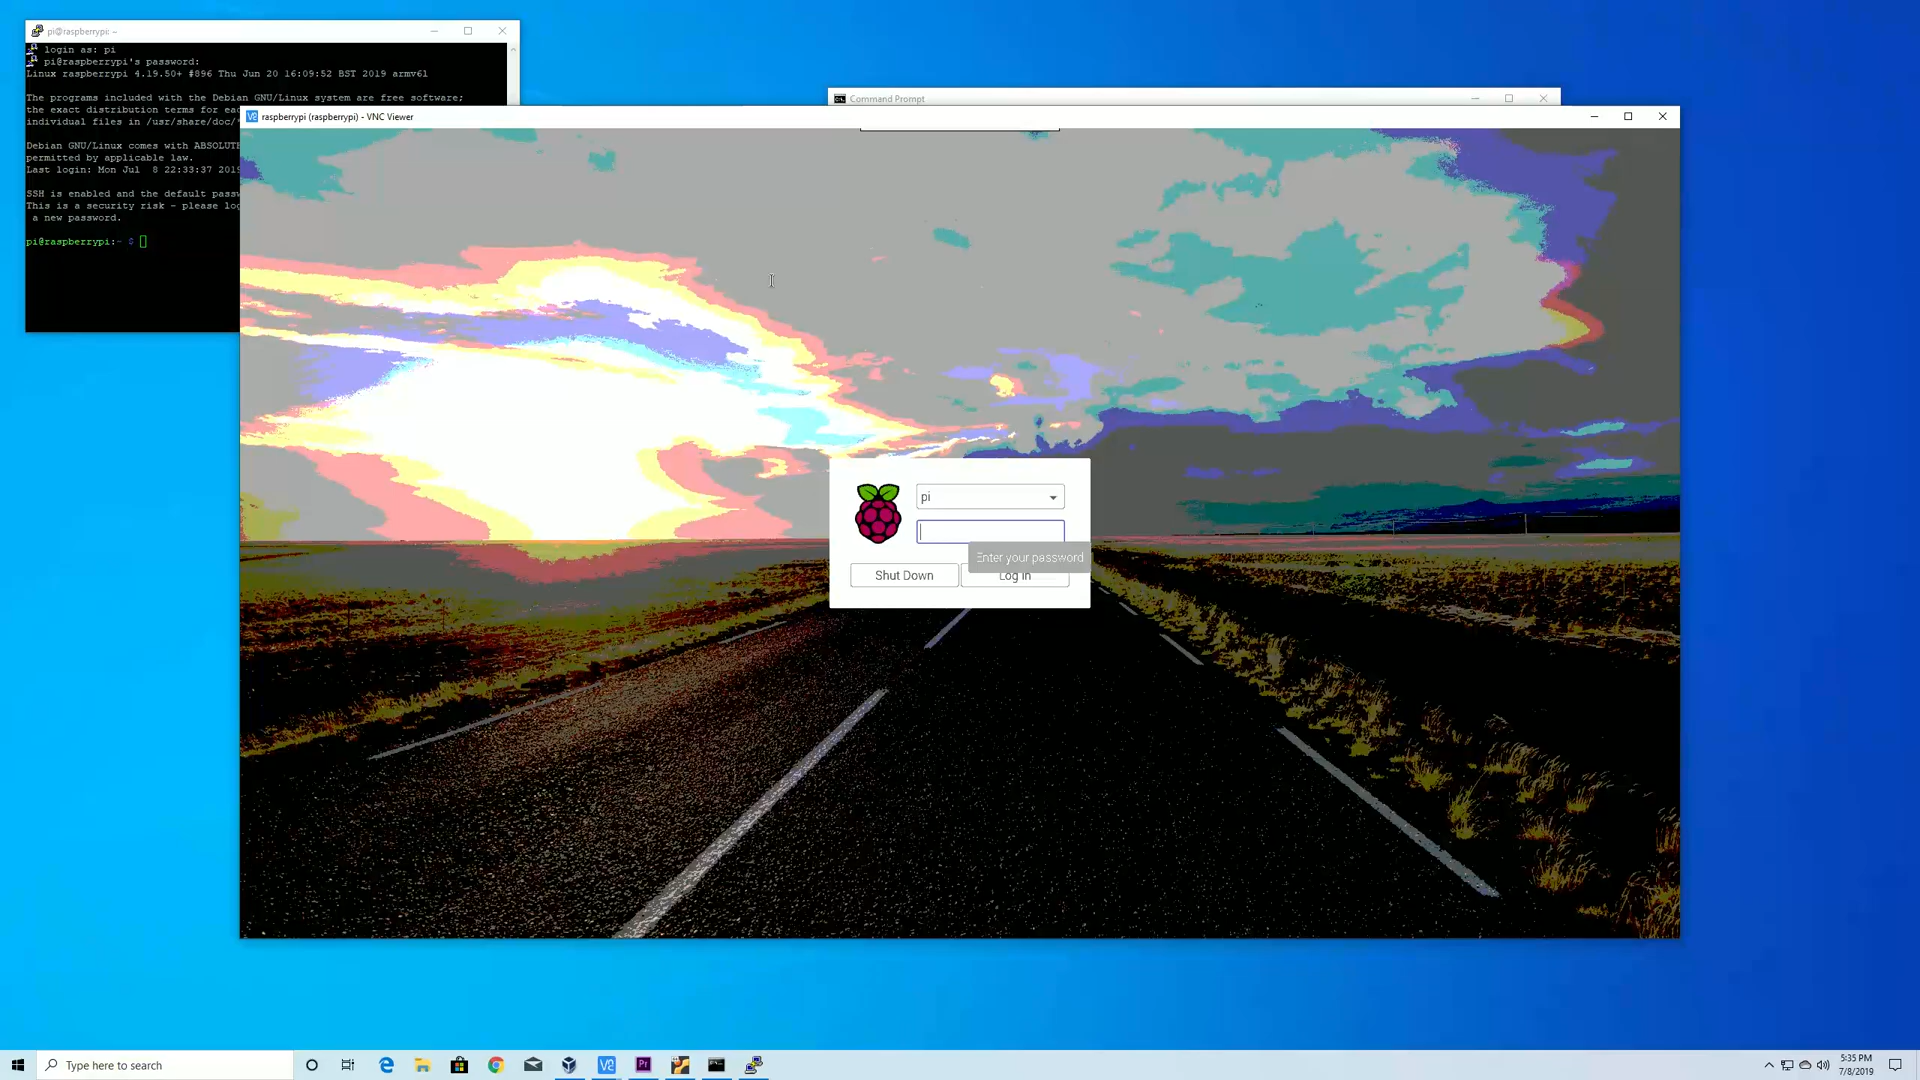 pi@raspberrypi: ~
login as: pi
pi@raspberrypi's password:
Linux raspberrypi 4.19.50+ #896 Thu Jun 20 16:09:52 BST 2019 armv6l
The programs included with the Debian GNU/Linux system are free software;
the exact distribution terms for
individual files in /usr/share/doc/
Debian GNU/Linux comes with ABSOLUTE
permitted by applicable law.
Last login: Mon Jul  8 22:33:37 2019
SSH is enabled and the default passw
This is a security risk - please log
a new password.
pi@raspberrypi:~ $
Command Prompt
raspberrypi (raspberrypi) - VNC Viewer
pi
Enter your password
Shut Down
Log In
Type here to search
5:35 PM
7/8/2019